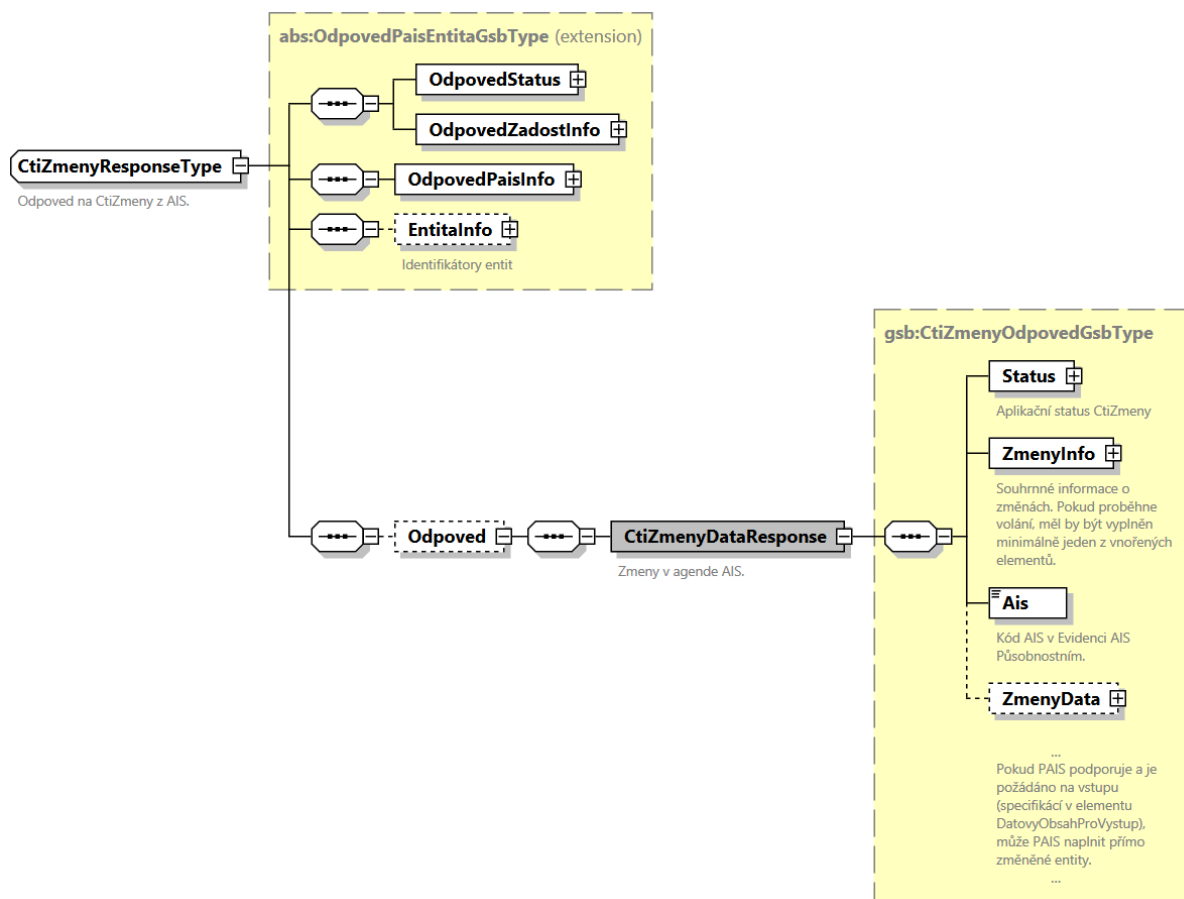 abs:OdpovedPaisEntitaGsbType (extension)
OdpovedStatus
OdpovedZadostInfo
CtiZmenyResponseType
Odpoved na CtiZmeny z AIS.
OdpovedPaisInfo
EntitaInfo
Identifikátory entit
gsb:CtiZmenyOdpovedGsbType
Status
Aplikační status CtiZmeny
ZmenyInfo
Souhrnné informace o
změnách. Pokud proběhne
volání, měl by být vyplněn
minimálně jeden z vnořených
elementů.
Odpoved
CtiZmenyDataResponse
Zmeny v agende AIS.
Ais
Kód AIS v Evidenci AIS
Působnostním.
ZmenyData
...
Pokud PAIS podporuje a je
požádáno na vstupu
(specifikácí v elementu
DatovyObsahProVystup),
může PAIS naplnit přímo
změněné entity.
...